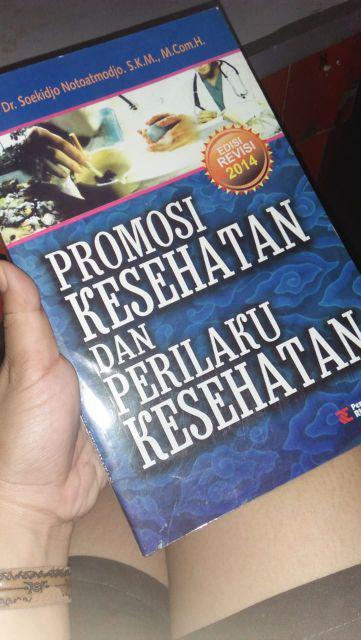 Dr. Soekidjo Notoatmodjo. S.K.M., M.Com.H.
EDISI
REVISI
2014
PROMOSI
KESEHATAN
DAN
PERILAKU
KESEHATAN